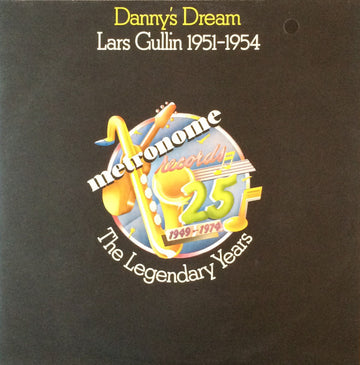 Danny's Dream
Lars Gullin 1951-1954
metronome
records
25
1949-1974
The Legendary Years